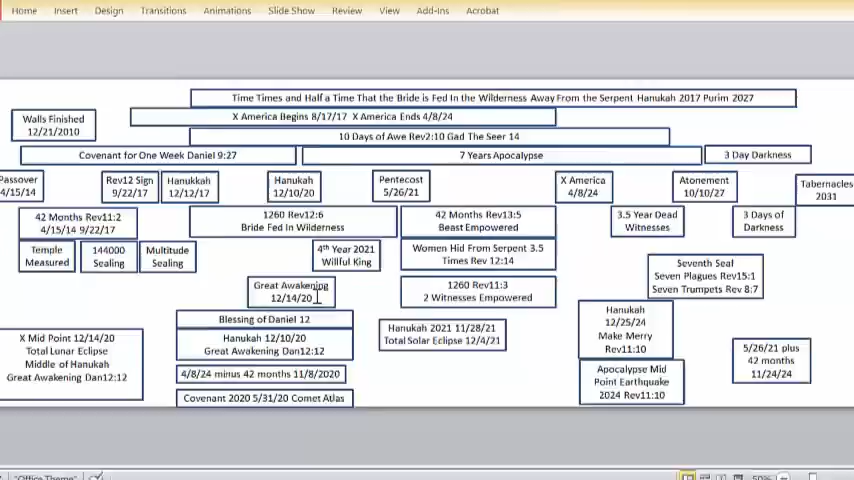 Home Insert Design Transitions Animations Slide Show Review View Add-Ins Acrobat
Time Times and Half a Time That the Bride is Fed In the Wilderness Away From the Serpent Hanukah 2017 Purim 2027
Walls Finished
12/21/2010
X America Begins 8/17/17 X America Ends 4/8/24
10 Days of Awe Rev2:10 Gad The Seer 14
Covenant for One Week Daniel 9:27
7 Years Apocalypse
3 Day Darkness
Passover
4/15/14
Rev12 Sign
9/22/17
Hanukkah
12/12/17
Hanukah
12/10/20
Pentecost
5/26/21
X America
4/8/24
Atonement
10/10/27
Tabernacles
2031
42 Months Rev11:2
4/15/14 9/22/17
1260 Rev12:6
Bride Fed In Wilderness
42 Months Rev13:5
Beast Empowered
3.5 Year Dead
Witnesses
3 Days of
Darkness
Temple
Measured
144000
Sealing
Multitude
Sealing
4th Year 2021
Willful King
Women Hid From Serpent 3.5
Times Rev 12:14
Seventh Seal
Seven Plagues Rev15:1
Seven Trumpets Rev 8:7
Great Awakening
12/14/20
1260 Rev11:3
2 Witnesses Empowered
Blessing of Daniel 12
Hanukah 12/10/20
Great Awakening Dan12:12
Hanukah 2021 11/28/21
Total Solar Eclipse 12/4/21
Hanukah
12/25/24
Make Merry
Rev11:10
X Mid Point 12/14/20
Total Lunar Eclipse
Middle of Hanukah
Great Awakening Dan12:12
4/8/24 minus 42 months 11/8/2020
Covenant 2020 5/31/20 Comet Atlas
Apocalypse Mid
Point Earthquake
2024 Rev11:10
5/26/21 plus
42 months
11/24/24
"Office Theme"
50%